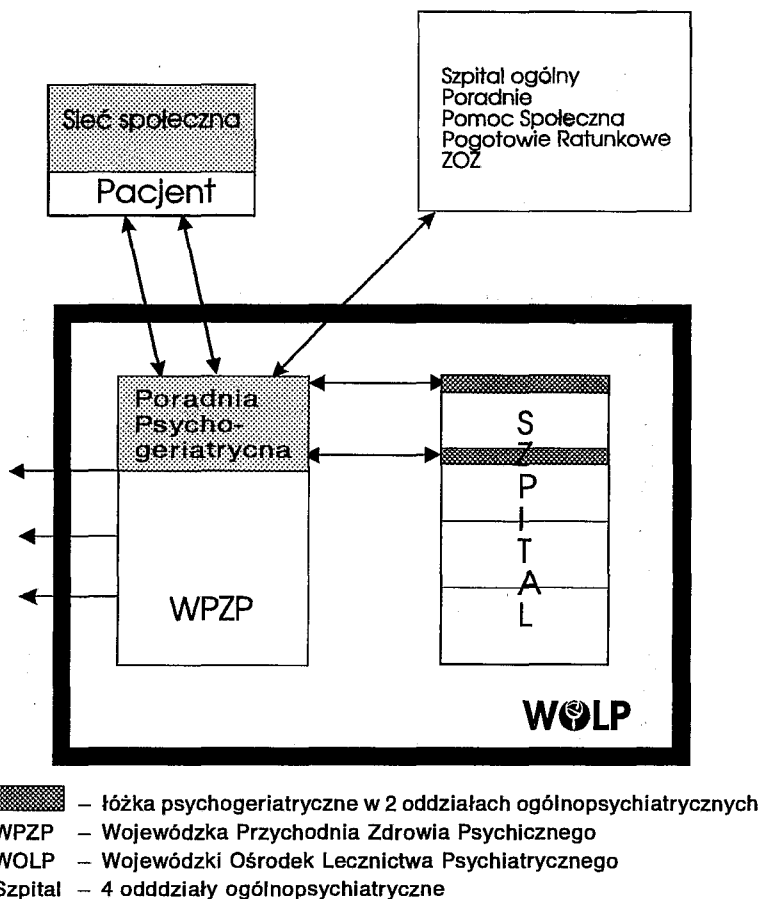 Sieć społeczna
Pacjent
Szpital ogólny
Poradnie
Pomoc Społeczna
Pogotowie Ratunkowe
ZOZ
Poradnia
Psycho-
geriatrycna
WPZP
S
Z
P
I
T
A
L
WOLP
– łóżka psychogeriatryczne w 2 oddziałach ogólnopsychiatrycznych
WPZP – Wojewódzka Przychodnia Zdrowia Psychicznego
WOLP – Wojewódzki Ośrodek Lecznictwa Psychiatrycznego
Szpital – 4 odddziały ogólnopsychiatryczne